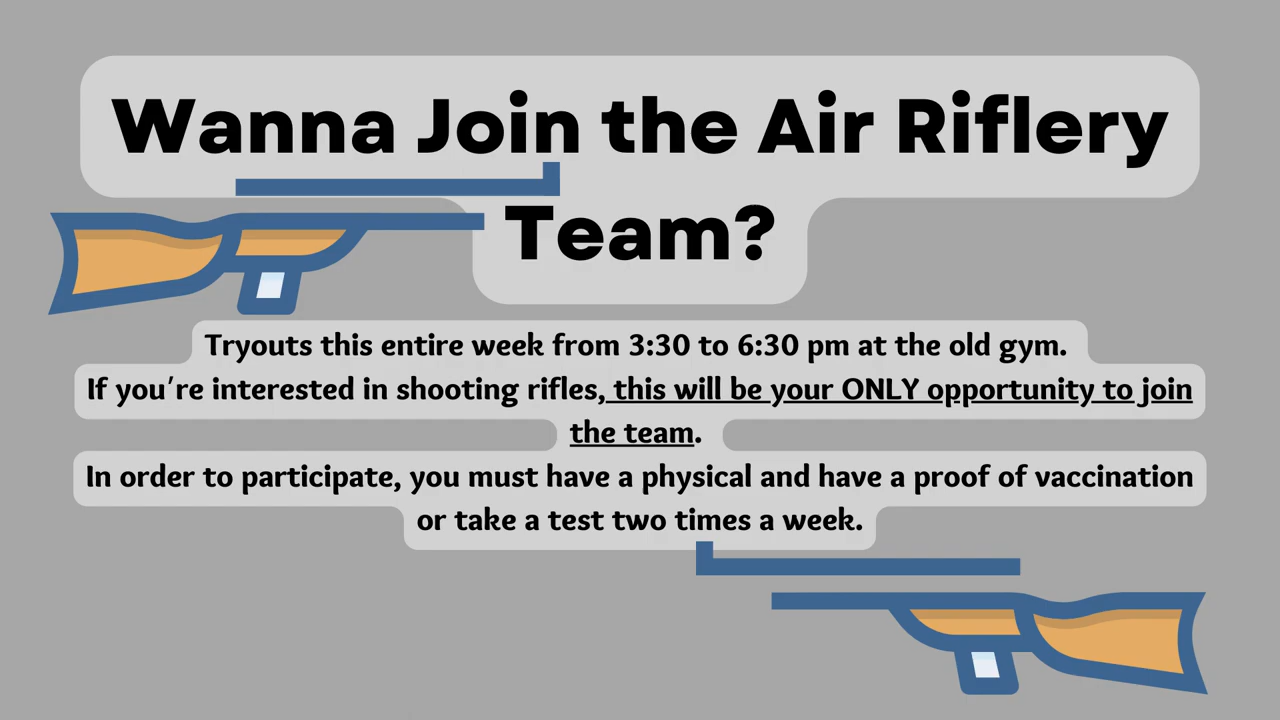 Wanna Join the Air Riflery
Team?
Tryouts this entire week from 3:30 to 6:30 pm at the old gym.
If you're interested in shooting rifles, this will be your ONLY opportunity to join
the team.
In order to participate, you must have a physical and have a proof of vaccination
or take a test two times a week.